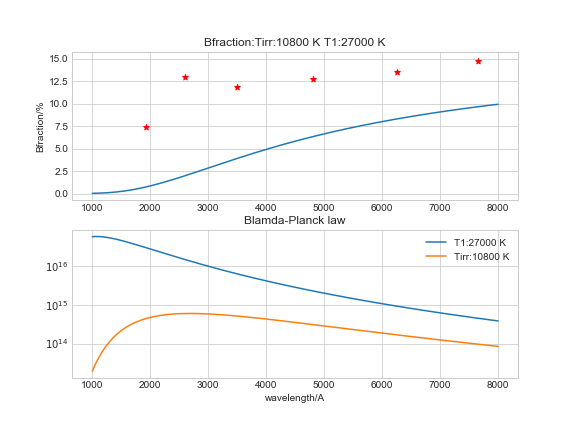 Bfraction:Tirr:10800 K T1:27000 K
15.0
12.5
10.0
7.5
5.0
2.5
0.0
Bfraction/%
1000 2000 3000 4000 5000 6000 7000 8000
Blamda-Planck law
10^16
10^15
10^14
T1:27000 K
Tirr:10800 K
1000 2000 3000 4000 5000 6000 7000 8000
wavelength/A